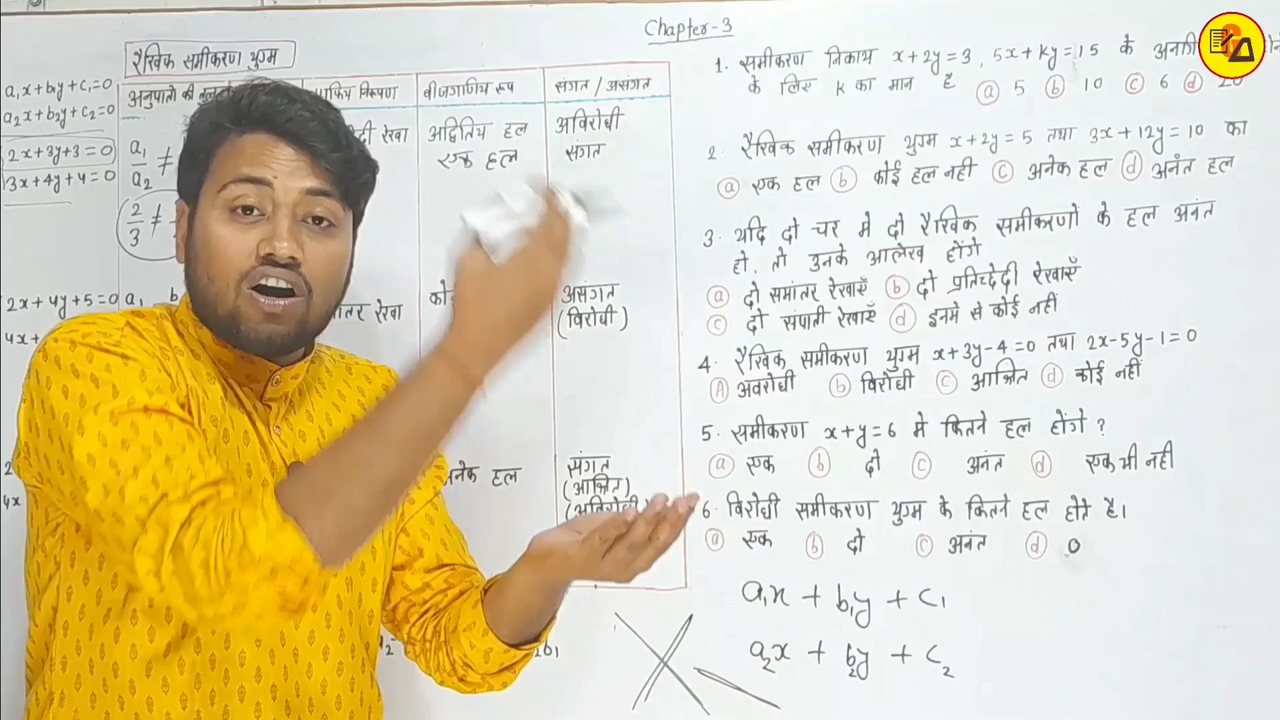 Chapter-3
रैखिक समीकरण युग्म
a₁x+b₁y+c₁=0
a₂x+b₂y+c₂=0
2x+3y+3=0
3x+4y+4=0
2x+4y+5=0
अनुपातो की
बीजगाणिय रूप
संगत / असंगत
a₁/a₂ ≠
2/3 ≠
रेखा
अद्वितिय हल
एक हल
अविरोधी
संगत
रेखा
असंगत
(विरोधी)
हल
संगत
(आश्रित)
(अविरोधी
1. समीकरण निकाय x+2y=3, 5x+ky=15 के
के लिए k का मान है (a) 5 (b) 10 (c) 6 (d) 20
2. रैखिक समीकरण युग्म x+2y=5 तथा 3x+12y=10 का
(a) एक हल (b) कोई हल नही (c) अनेक हल (d) अनंत हल
3. यदि दो चर मे दो रैखिक समीकरणों के हल अनंत
हो, तो उनके आलेख होंगे
(a) दो समांतर रेखाएँ (b) दो प्रतिच्देदी रेखाएँ
(c) दो संपाती रेखाएँ (d) इनमे से कोई नही
4. रैखिक समीकरण युग्म x+3y-4=0 तथा 2x-5y-1=0
(A) अवरोधी (b) विरोधी (c) आश्रित (d) कोई नहीं
5. समीकरण x+y=6 मे कितने हल होंगे ?
(a) एक (b) दो (c) अनंत (d) एक भी नही
6. विरोधी समीकरण युग्म के कितने हल होते है।
(a) एक (b) दो (c) अनंत (d) 0
a₁x + b₁y + c₁
a₂x + b₂y + c₂